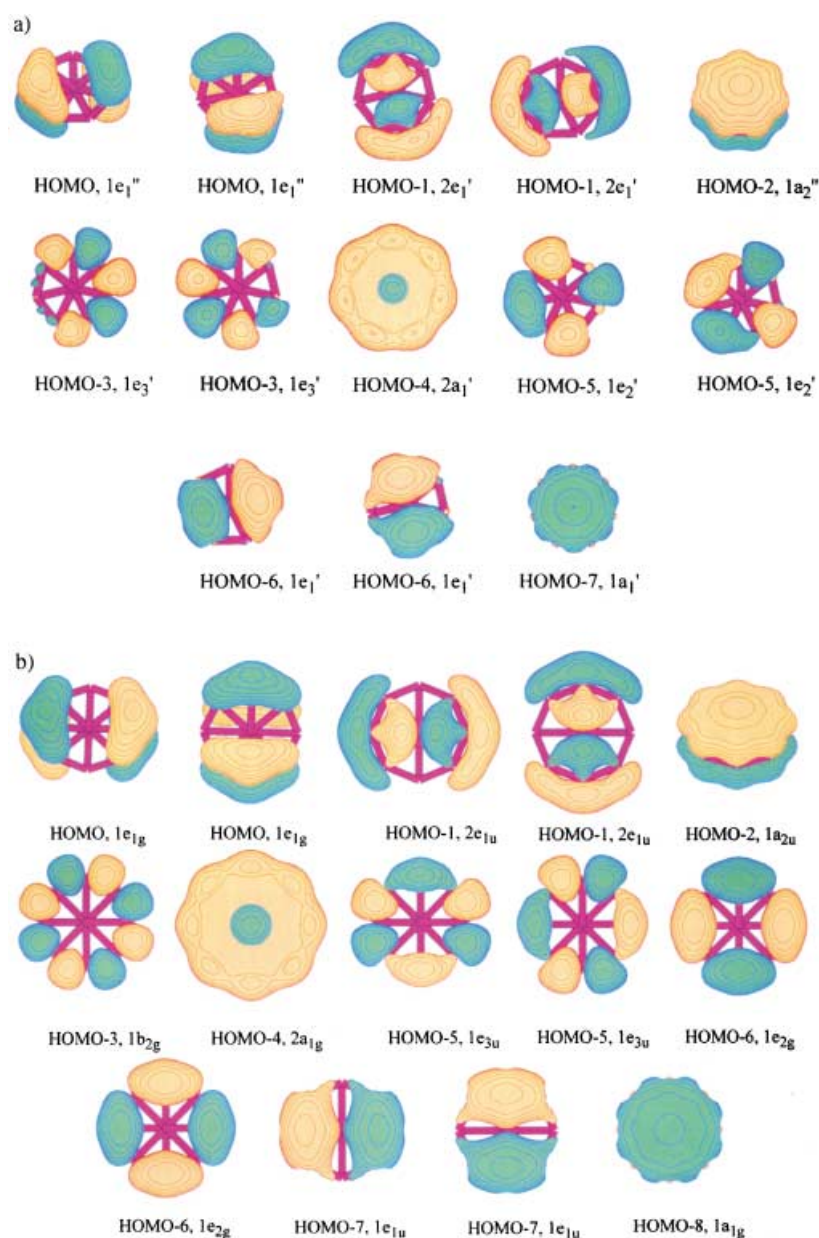 a)
HOMO, 1e₁" HOMO, 1e₁" HOMO-1, 2e₁' HOMO-1, 2e₁' HOMO-2, 1a₂"
HOMO-3, 1e₃' HOMO-3, 1e₃' HOMO-4, 2a₁' HOMO-5, 1e₂' HOMO-5, 1e₂'
HOMO-6, 1e₁' HOMO-6, 1e₁' HOMO-7, 1a₁'
b)
HOMO, 1e₁g HOMO, 1e₁g HOMO-1, 2e₁u HOMO-1, 2e₁u HOMO-2, 1a₂u
HOMO-3, 1b₂g HOMO-4, 2a₁g HOMO-5, 1e₃u HOMO-5, 1e₃u HOMO-6, 1e₂g
HOMO-6, 1e₂g HOMO-7, 1e₁u HOMO-7, 1e₁u HOMO-8, 1a₁g